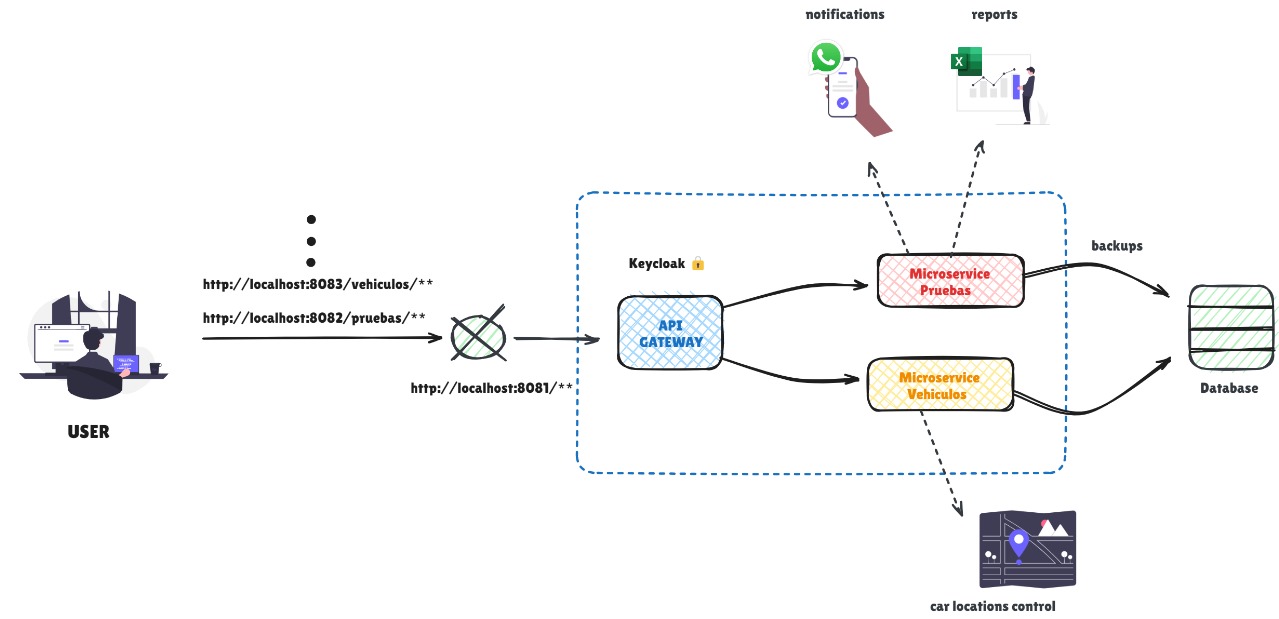 notifications
reports
X
http://localhost:8083/vehiculos/**
http://localhost:8082/pruebas/**
http://localhost:8081/**
USER
Keycloak
API
GATEWAY
Microservice
Pruebas
Microservice
Vehiculos
backups
Database
car locations control